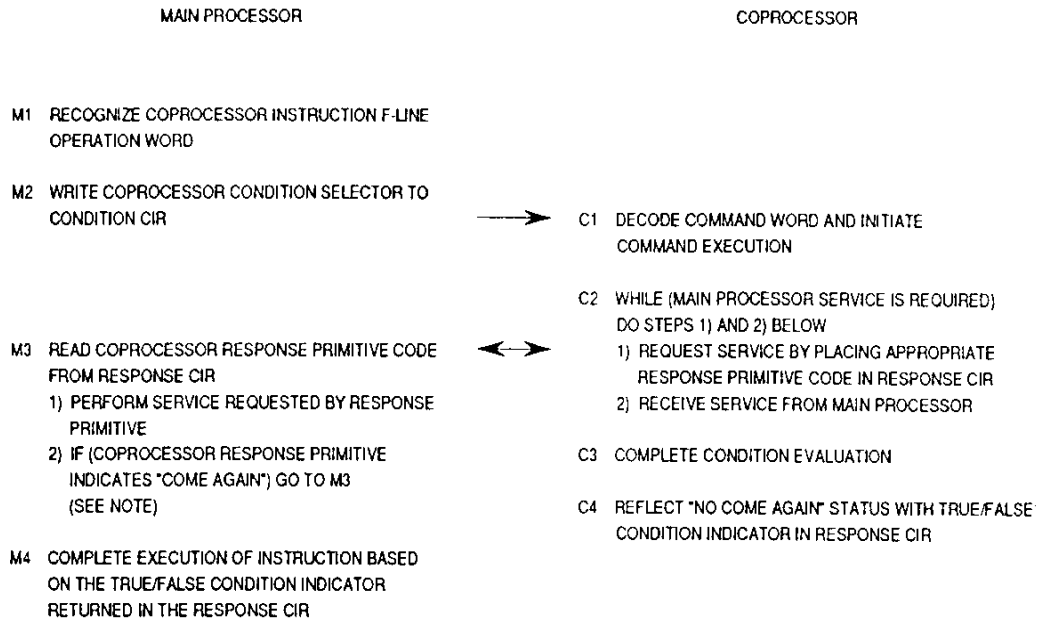 MAIN PROCESSOR
COPROCESSOR
M1 RECOGNIZE COPROCESSOR INSTRUCTION F-LINE
OPERATION WORD
M2 WRITE COPROCESSOR CONDITION SELECTOR TO
CONDITION CIR
C1 DECODE COMMAND WORD AND INITIATE
COMMAND EXECUTION
C2 WHILE (MAIN PROCESSOR SERVICE IS REQUIRED)
DO STEPS 1) AND 2) BELOW
1) REQUEST SERVICE BY PLACING APPROPRIATE
RESPONSE PRIMITIVE CODE IN RESPONSE CIR
2) RECEIVE SERVICE FROM MAIN PROCESSOR
M3 READ COPROCESSOR RESPONSE PRIMITIVE CODE
FROM RESPONSE CIR
1) PERFORM SERVICE REQUESTED BY RESPONSE
PRIMITIVE
2) IF (COPROCESSOR RESPONSE PRIMITIVE
INDICATES "COME AGAIN") GO TO M3
(SEE NOTE)
C3 COMPLETE CONDITION EVALUATION
C4 REFLECT "NO COME AGAIN" STATUS WITH TRUE/FALSE
CONDITION INDICATOR IN RESPONSE CIR
M4 COMPLETE EXECUTION OF INSTRUCTION BASED
ON THE TRUE/FALSE CONDITION INDICATOR
RETURNED IN THE RESPONSE CIR